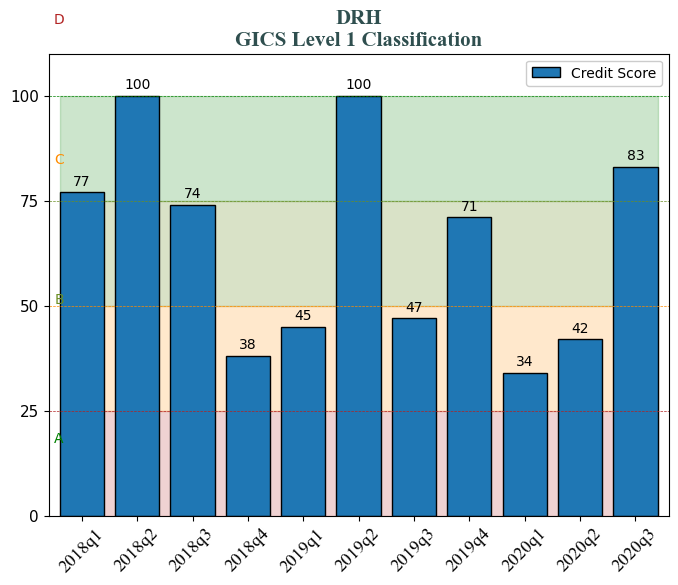 D
DRH
GICS Level 1 Classification
Credit Score
100
100
100
C
83
77
75
74
71
B
50
47
45
42
38
34
25
A
0
2018q1
2018q2
2018q3
2018q4
2019q1
2019q2
2019q3
2019q4
2020q1
2020q2
2020q3